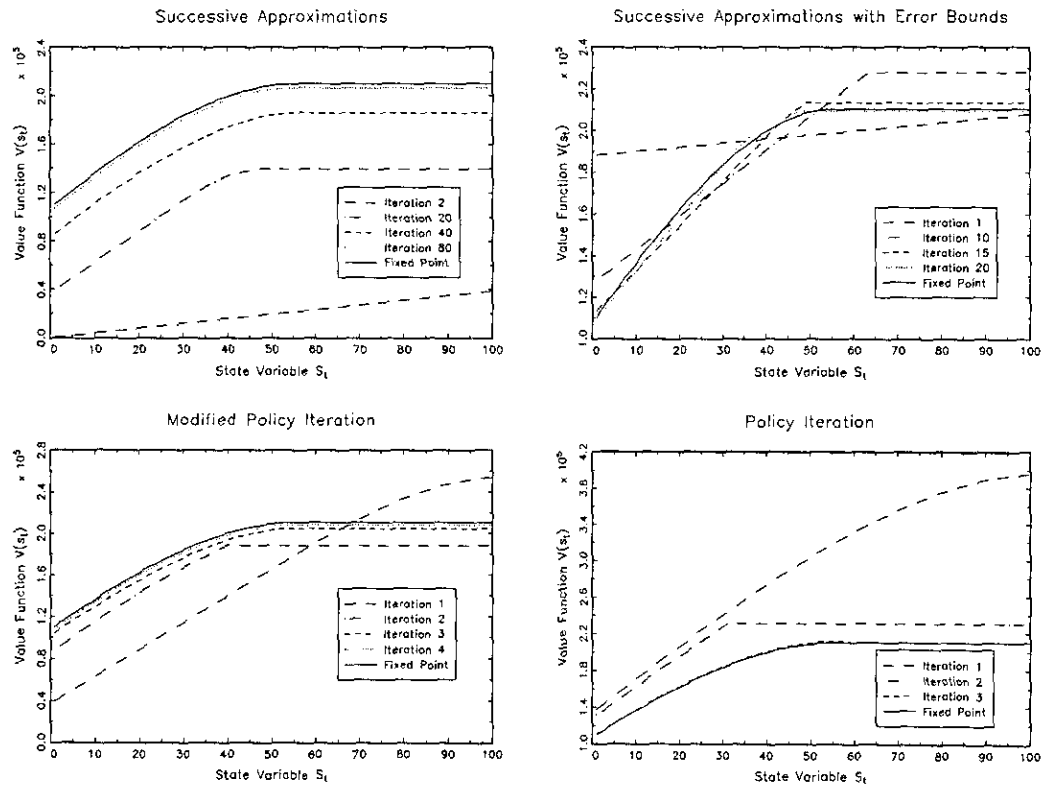 Successive Approximations
Value Function V(s_t)
× 10^5
2.4
2.0
1.6
1.2
0.8
0.4
0.0
Iteration 2
Iteration 20
Iteration 40
Iteration 80
Fixed Point
0 10 20 30 40 50 60 70 80 90 100
State Variable S_t
Successive Approximations with Error Bounds
Value Function V(s_t)
× 10^5
2.4
2.2
2.0
1.8
1.6
1.4
1.2
1.0
Iteration 1
Iteration 10
Iteration 15
Iteration 20
Fixed Point
0 10 20 30 40 50 60 70 80 90 100
State Variable S_t
Modified Policy Iteration
Value Function V(s_t)
× 10^5
2.8
2.4
2.0
1.6
1.2
0.8
0.4
0.0
Iteration 1
Iteration 2
Iteration 3
Iteration 4
Fixed Point
0 10 20 30 40 50 60 70 80 90 100
State Variable S_t
Policy Iteration
Value Function V(s_t)
× 10^5
4.2
3.8
3.4
3.0
2.6
2.2
1.8
1.4
1.0
Iteration 1
Iteration 2
Iteration 3
Fixed Point
0 10 20 30 40 50 60 70 80 90 100
State Variable S_t